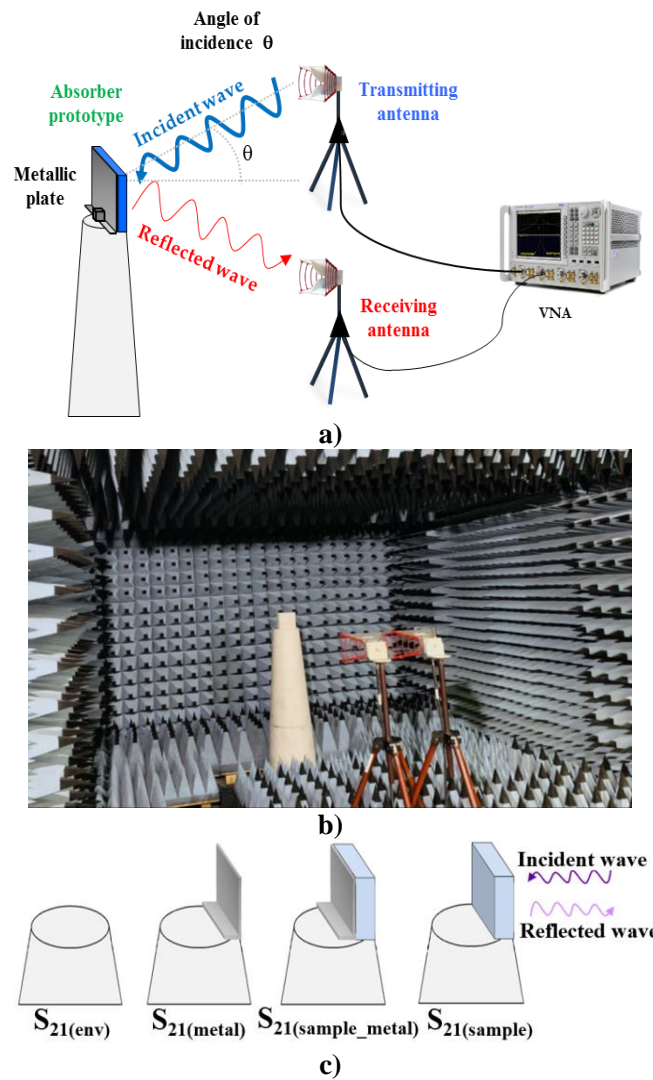 Angle of
incidence θ
Absorber
prototype
Incident wave
Transmitting
antenna
θ
Metallic
plate
Reflected wave
Receiving
antenna
VNA
a)
b)
Incident wave
Reflected wave
S21(env)
S21(metal)
S21(sample_metal)
S21(sample)
c)